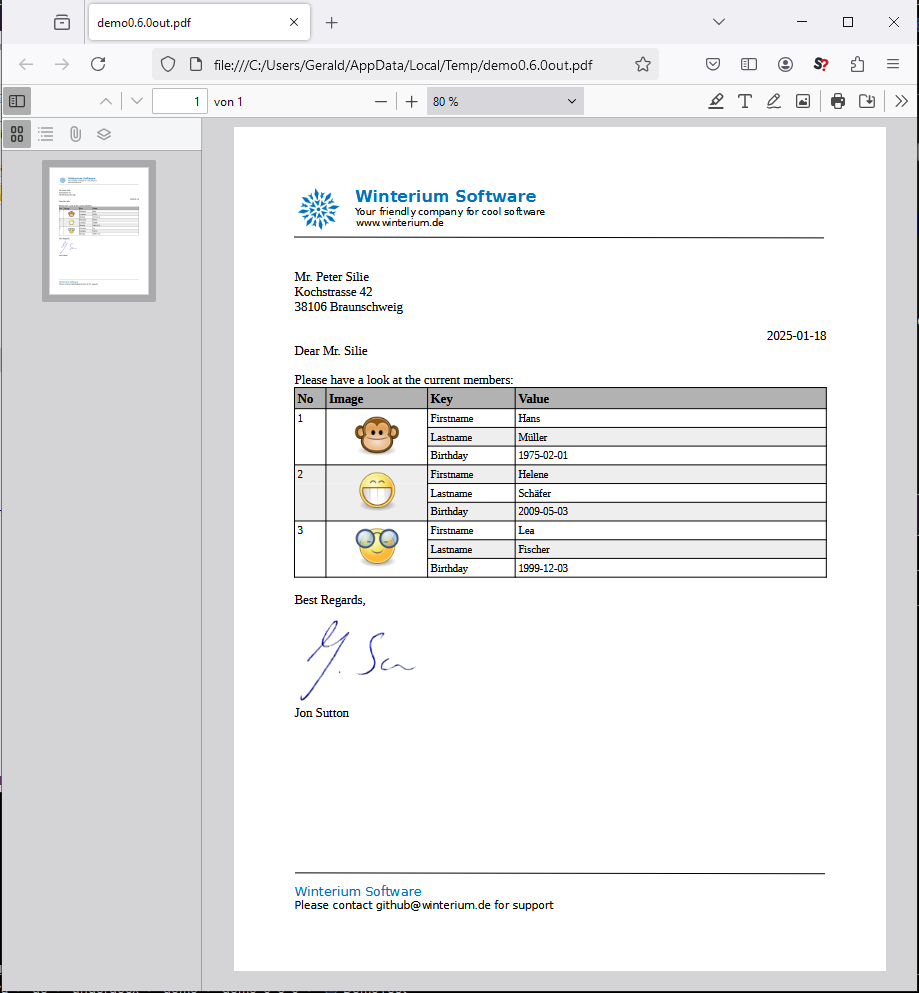 demo0.6.0out.pdf
file:///C:/Users/Gerald/AppData/Local/Temp/demo0.6.0out.pdf
S?
1 von 1
80 %
Winterium Software
Your friendly company for cool software
www.winterium.de
Mr. Peter Silie
Kochstrasse 42
38106 Braunschweig
2025-01-18
Dear Mr. Silie
Please have a look at the current members:
No Image Key Value
1 Firstname Hans
Lastname Müller
Birthday 1975-02-01
2 Firstname Helene
Lastname Schäfer
Birthday 2009-05-03
3 Firstname Lea
Lastname Fischer
Birthday 1999-12-03
Best Regards,
Jon Sutton
Winterium Software
Please contact github@winterium.de for support